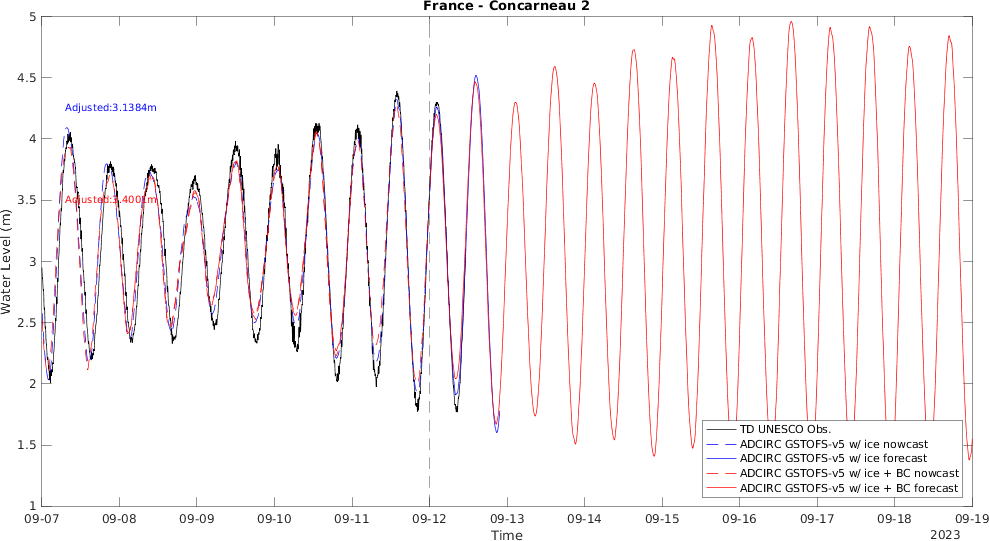 France - Concarneau 2
5
4.5
Adjusted:3.1384m
4
3.5
Adjusted:3.4001m
3
2.5
2
1.5
1
Water Level (m)
TD UNESCO Obs.
ADCIRC GSTOFS-v5 w/ ice nowcast
ADCIRC GSTOFS-v5 w/ ice forecast
ADCIRC GSTOFS-v5 w/ ice + BC nowcast
ADCIRC GSTOFS-v5 w/ ice + BC forecast
09-07 09-08 09-09 09-10 09-11 09-12 09-13 09-14 09-15 09-16 09-17 09-18 09-19
Time
2023